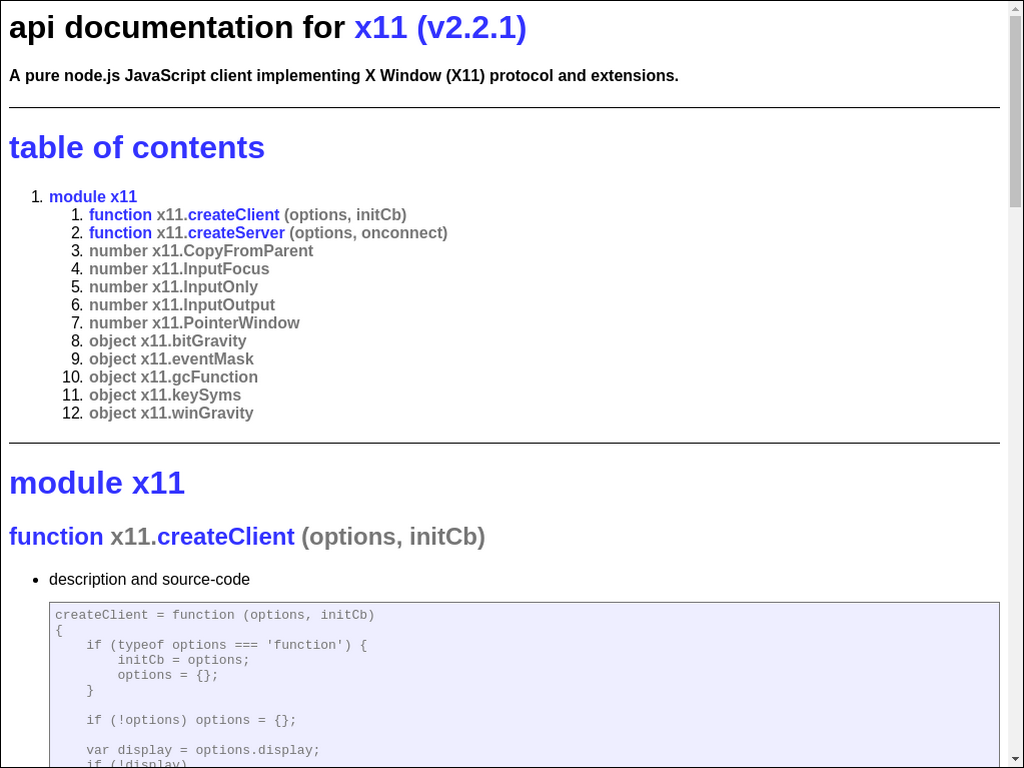 api documentation for x11 (v2.2.1)
A pure node.js JavaScript client implementing X Window (X11) protocol and extensions.
table of contents
1. module x11
1. function x11.createClient (options, initCb)
2. function x11.createServer (options, onconnect)
3. number x11.CopyFromParent
4. number x11.InputFocus
5. number x11.InputOnly
6. number x11.InputOutput
7. number x11.PointerWindow
8. object x11.bitGravity
9. object x11.eventMask
10. object x11.gcFunction
11. object x11.keySyms
12. object x11.winGravity
module x11
function x11.createClient (options, initCb)
• description and source-code
createClient = function (options, initCb)
{
    if (typeof options === 'function') {
        initCb = options;
        options = {};
    }
    if (!options) options = {};
    var display = options.display;
    if (!display)